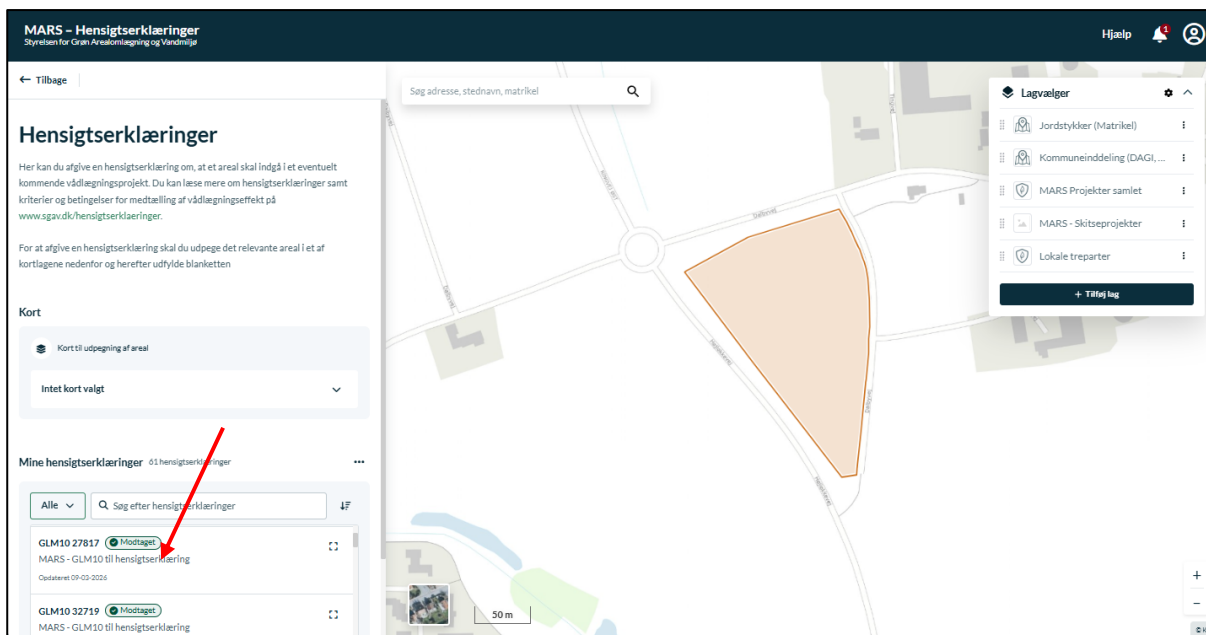 MARS – Hensigtserklæringer
Styrelsen for Grøn Arealomlægning og Vandmiljø
Hjælp
1
← Tilbage
Hensigtserklæringer
Her kan du afgive en hensigtserklæring om, at et areal skal indgå i et eventuelt
kommende vådlægningsprojekt. Du kan læse mere om hensigtserklæringer samt
kriterier og betingelser for medtælling af vådlægningseffekt på
www.sgav.dk/hensigtserklaeringer.
For at afgive en hensigtserklæring skal du udpege det relevante areal i et af
kortlagene nedenfor og herefter udfylde blanketten
Kort
Kort til udpegning af areal
Intet kort valgt
Mine hensigtserklæringer 61 hensigtserklæringer
Alle
Søg efter hensigtserklæringer
GLM10 27817 Modtaget
MARS - GLM10 til hensigtserklæring
Opdateret 09-03-2026
GLM10 32719 Modtaget
MARS - GLM10 til hensigtserklæring
Søg adresse, stednavn, matrikel
Lagvælger
Jordstykker (Matrikel)
Kommuneinddeling (DAGI, ...
MARS Projekter samlet
MARS - Skitseprojekter
Lokale treparter
+ Tilføj lag
50 m
+
−